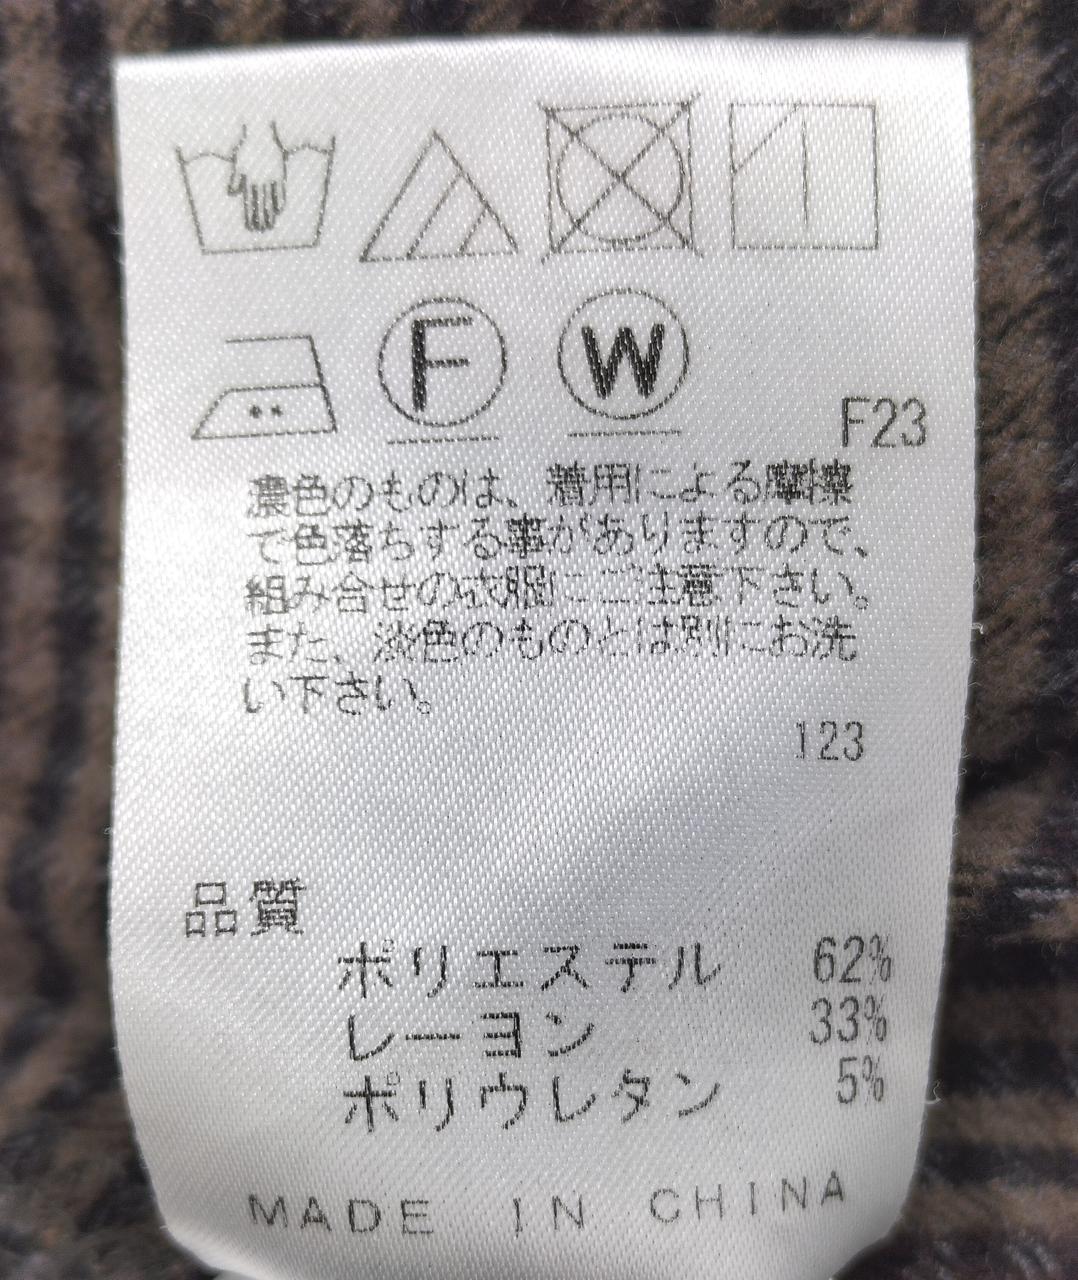 F
W
F23
濃色のものは、着用による摩擦
で色落ちする事がありますので、
組み合せの衣服にご注意下さい。
また、淡色のものとは別にお洗
い下さい。
123
品質
ポリエステル 62%
レーヨン 33%
ポリウレタン 5%
MADE IN CHINA